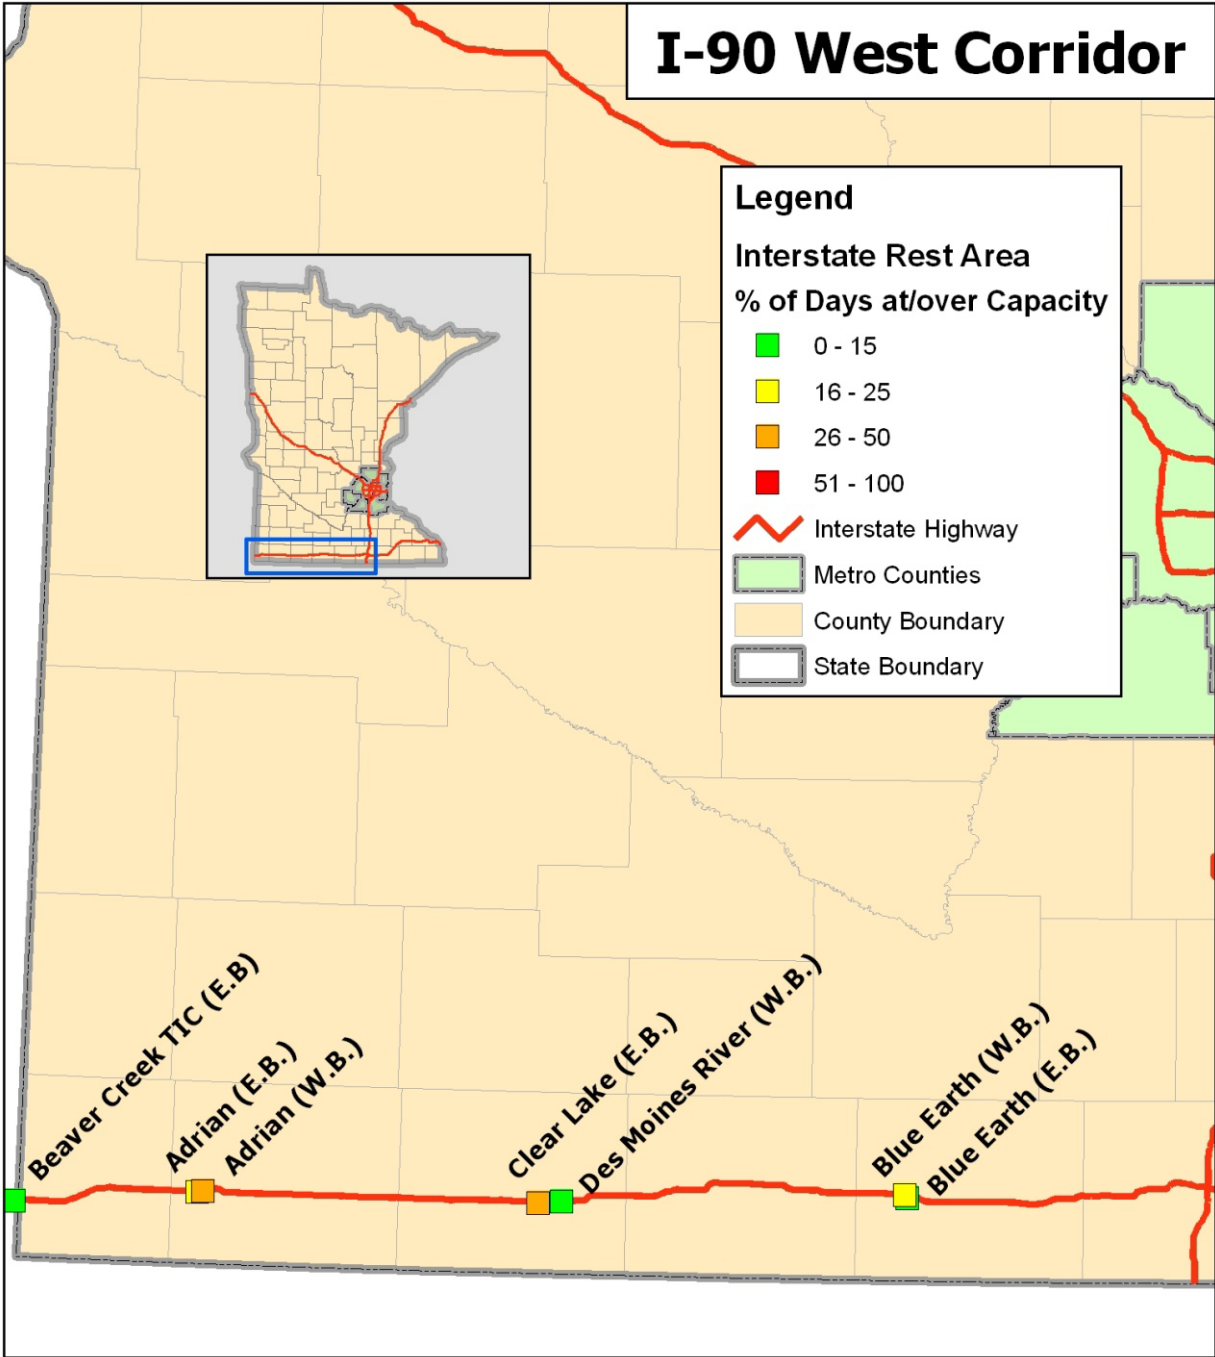 I-90 West Corridor
Legend
Interstate Rest Area
% of Days at/over Capacity
0 - 15
16 - 25
26 - 50
51 - 100
Interstate Highway
Metro Counties
County Boundary
State Boundary
Beaver Creek TIC (E.B)
Adrian (E.B.)
Adrian (W.B.)
Clear Lake (E.B.)
Des Moines River (W.B.)
Blue Earth (W.B.)
Blue Earth (E.B.)